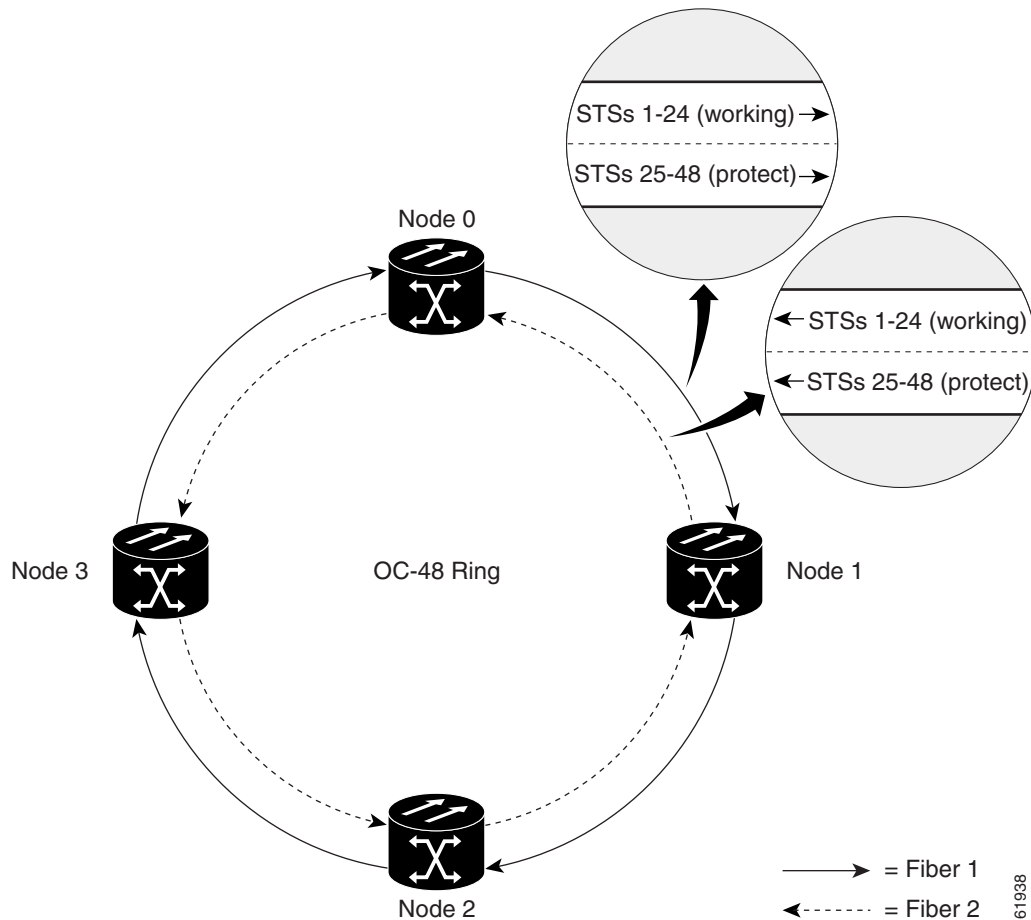 STSs 1-24 (working)
STSs 25-48 (protect)
Node 0
STSs 1-24 (working)
STSs 25-48 (protect)
Node 3
OC-48 Ring
Node 1
Node 2
= Fiber 1
= Fiber 2
61938